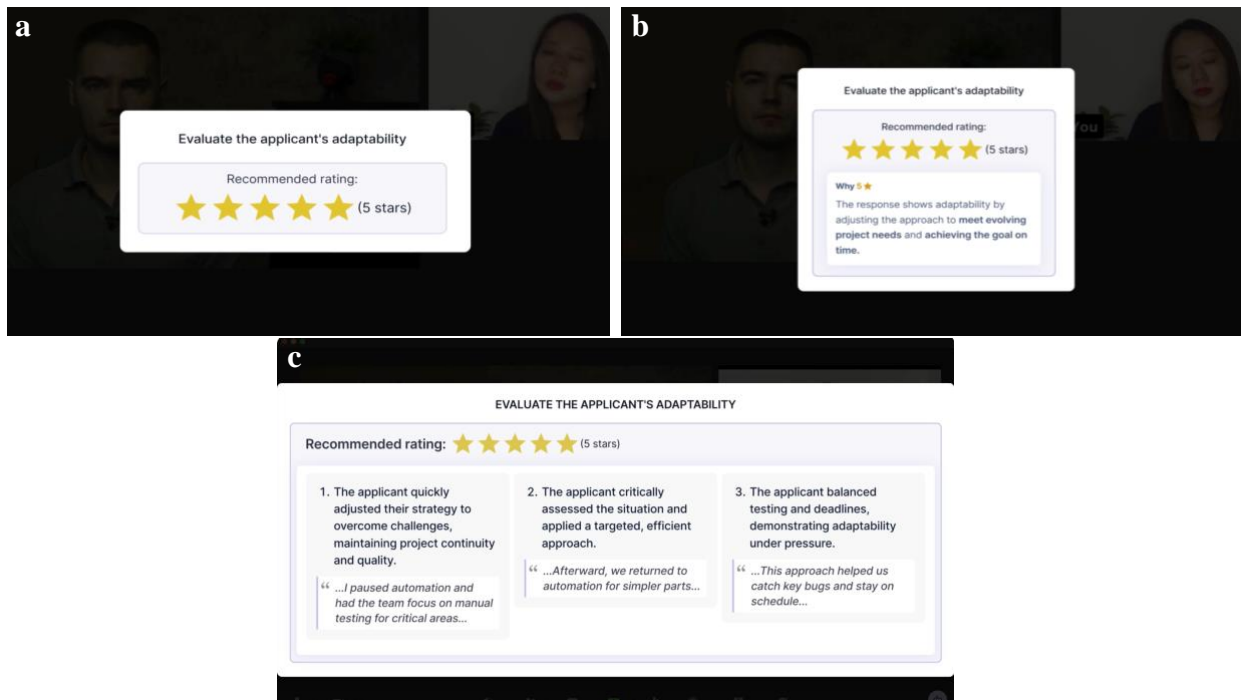 a
Evaluate the applicant's adaptability
Recommended rating:
(5 stars)
b
Evaluate the applicant's adaptability
Recommended rating:
(5 stars)
You
Why 5★
The response shows adaptability by
adjusting the approach to meet evolving
project needs and achieving the goal on
time.
c
EVALUATE THE APPLICANT'S ADAPTABILITY
Recommended rating: (5 stars)
1. The applicant quickly
adjusted their strategy to
overcome challenges,
maintaining project continuity
and quality.
“ ...I paused automation and
had the team focus on manual
testing for critical areas...
2. The applicant critically
assessed the situation and
applied a targeted, efficient
approach.
“ ...Afterward, we returned to
automation for simpler parts...
3. The applicant balanced
testing and deadlines,
demonstrating adaptability
under pressure.
“ ...This approach helped us
catch key bugs and stay on
schedule...